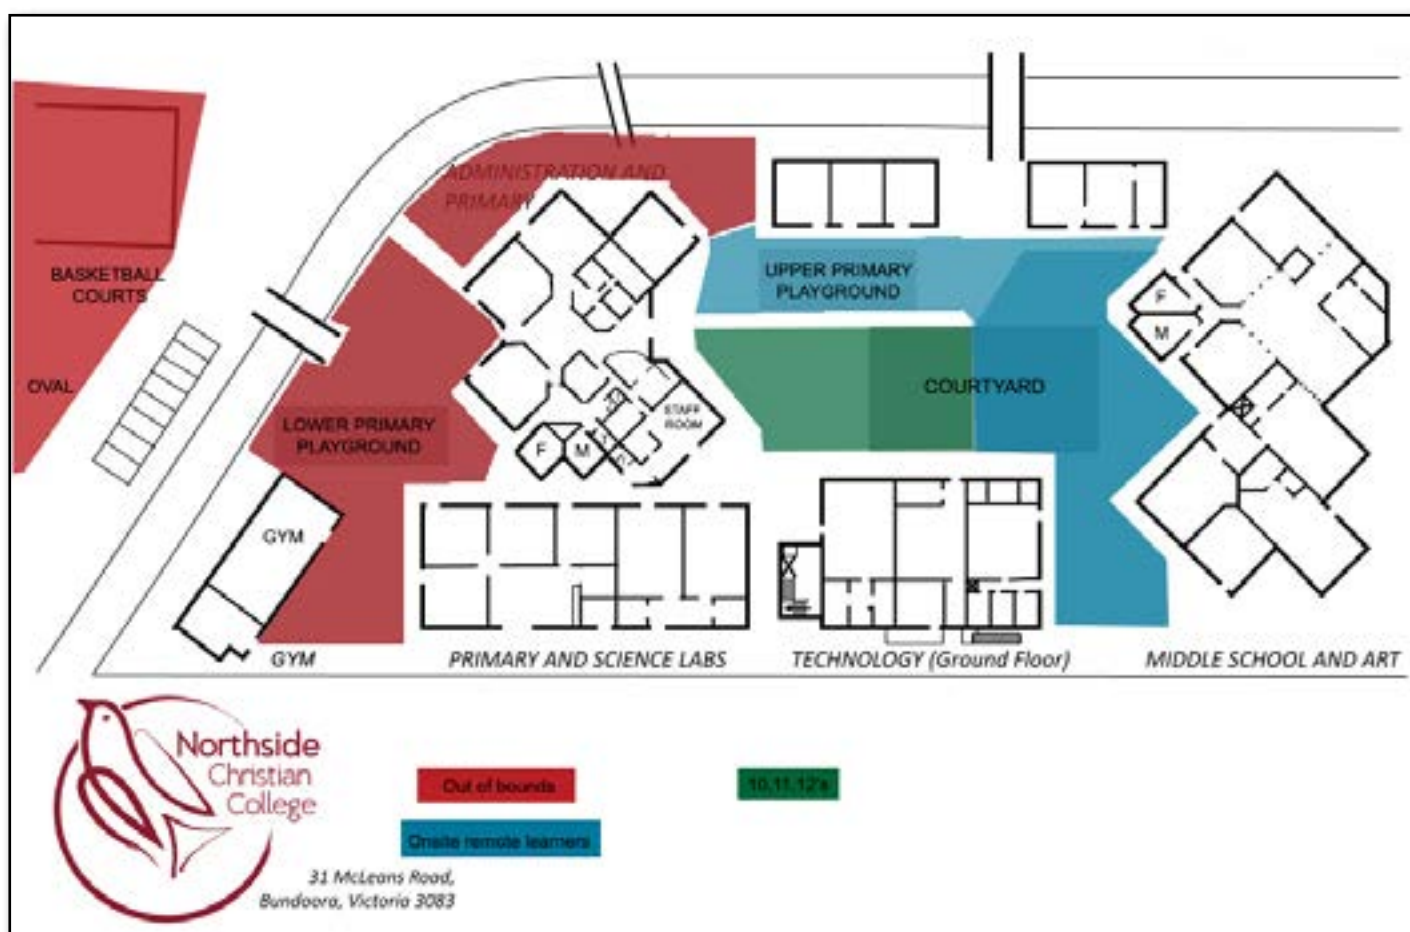 ADMINISTRATION AND
PRIMARY
BASKETBALL
COURTS
OVAL
UPPER PRIMARY
PLAYGROUND
F
M
COURTYARD
LOWER PRIMARY
PLAYGROUND
STAFF
ROOM
F
M
GYM
GYM
PRIMARY AND SCIENCE LABS
TECHNOLOGY (Ground Floor)
MIDDLE SCHOOL AND ART
Northside
Christian
College
Out of bounds
10,11,12's
Onsite remote learners
31 McLeans Road,
Bundoora, Victoria 3083